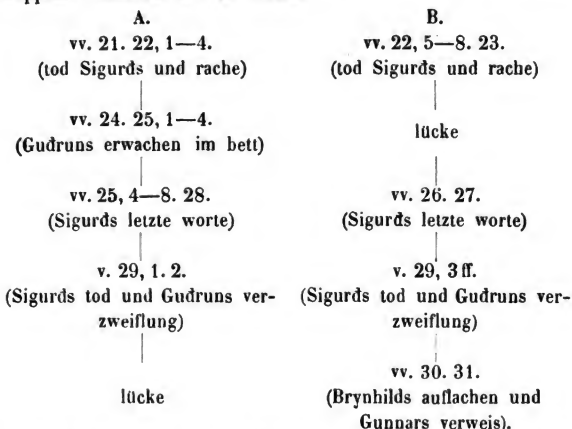 A.
vv. 21. 22, 1—4.
(tod Sigurđs und rache)
vv. 24. 25, 1—4.
(Guđruns erwachen im bett)
vv. 25, 4—8. 28.
(Sigurđs letzte worte)
v. 29, 1. 2.
(Sigurđs tod und Guđruns ver-
zweiflung)
lücke
B.
vv. 22, 5—8. 23.
(tod Sigurđs und rache)
lücke
vv. 26. 27.
(Sigurđs letzte worte)
v. 29, 3 ff.
(Sigurđs tod und Guđruns ver-
zweiflung)
vv. 30. 31.
(Brynhilds auflachen und
Gunnars verweis).